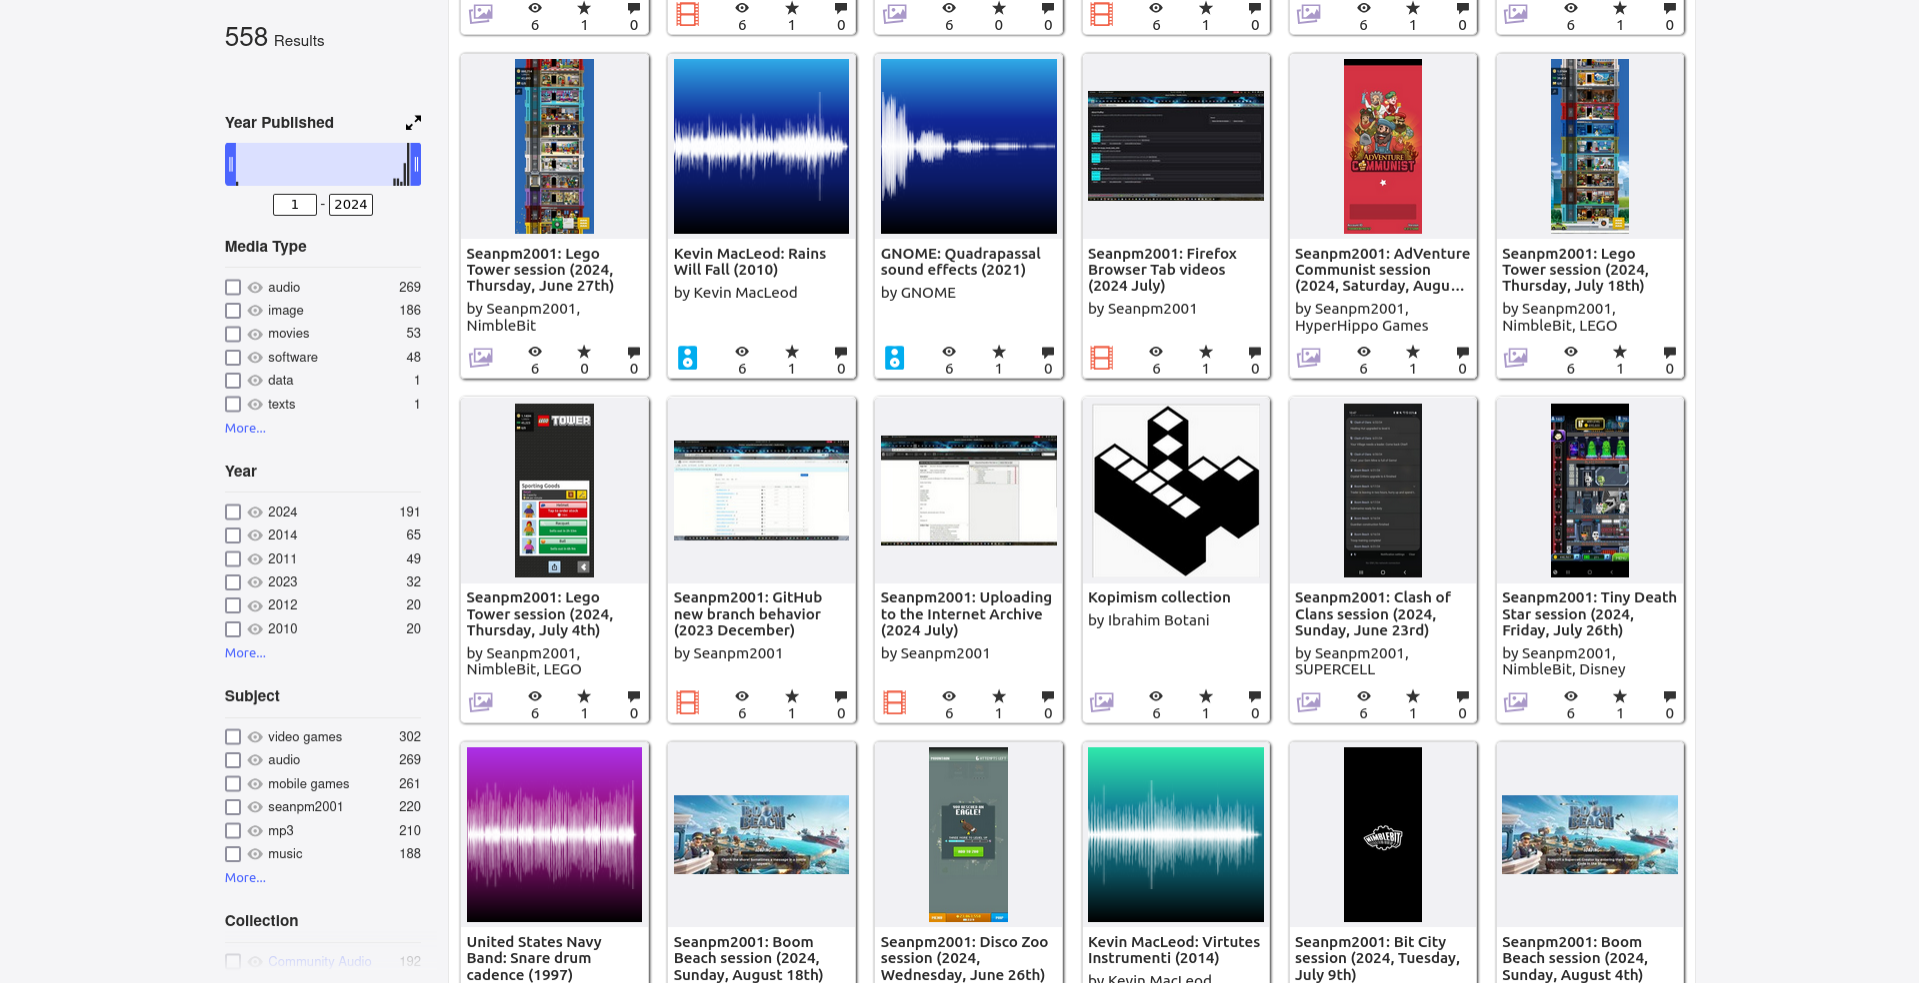 558 Results
Year Published
1 - 2024
Media Type
audio 269
image 186
movies 53
software 48
data 1
texts 1
More...
Year
2024 191
2014 65
2011 49
2023 32
2012 20
2010 20
More...
Subject
video games 302
audio 269
mobile games 261
seanpm2001 220
mp3 210
music 188
More...
Collection
Community Audio 192
6 1 0
6 1 0
6 0 0
6 1 0
6 1 0
6 1 0
Seanpm2001: Lego
Tower session (2024,
Thursday, June 27th)
by Seanpm2001,
NimbleBit
6 0 0
Kevin MacLeod: Rains
Will Fall (2010)
by Kevin MacLeod
6 1 0
GNOME: Quadrapassal
sound effects (2021)
by GNOME
6 1 0
Seanpm2001: Firefox
Browser Tab videos
(2024 July)
by Seanpm2001
6 1 0
ADVENTURE
COMMUNIST
Seanpm2001: AdVenture
Communist session
(2024, Saturday, Augu...
by Seanpm2001,
HyperHippo Games
6 1 0
Seanpm2001: Lego
Tower session (2024,
Thursday, July 18th)
by Seanpm2001,
NimbleBit, LEGO
6 1 0
LEGO TOWER
Sporting Goods
Seanpm2001: Lego
Tower session (2024,
Thursday, July 4th)
by Seanpm2001,
NimbleBit, LEGO
6 1 0
Seanpm2001: GitHub
new branch behavior
(2023 December)
by Seanpm2001
6 1 0
Seanpm2001: Uploading
to the Internet Archive
(2024 July)
by Seanpm2001
6 1 0
Kopimism collection
by Ibrahim Botani
6 1 0
Seanpm2001: Clash of
Clans session (2024,
Sunday, June 23rd)
by Seanpm2001,
SUPERCELL
6 1 0
Seanpm2001: Tiny Death
Star session (2024,
Friday, July 26th)
by Seanpm2001,
NimbleBit, Disney
6 1 0
United States Navy
Band: Snare drum
cadence (1997)
BOOM
BEACH
Seanpm2001: Boom
Beach session (2024,
Sunday, August 18th)
EAGLE!
Seanpm2001: Disco Zoo
session (2024,
Wednesday, June 26th)
Kevin MacLeod: Virtutes
Instrumenti (2014)
by Kevin MacLeod
NIMBLEBIT
Seanpm2001: Bit City
session (2024, Tuesday,
July 9th)
BOOM
BEACH
Seanpm2001: Boom
Beach session (2024,
Sunday, August 4th)